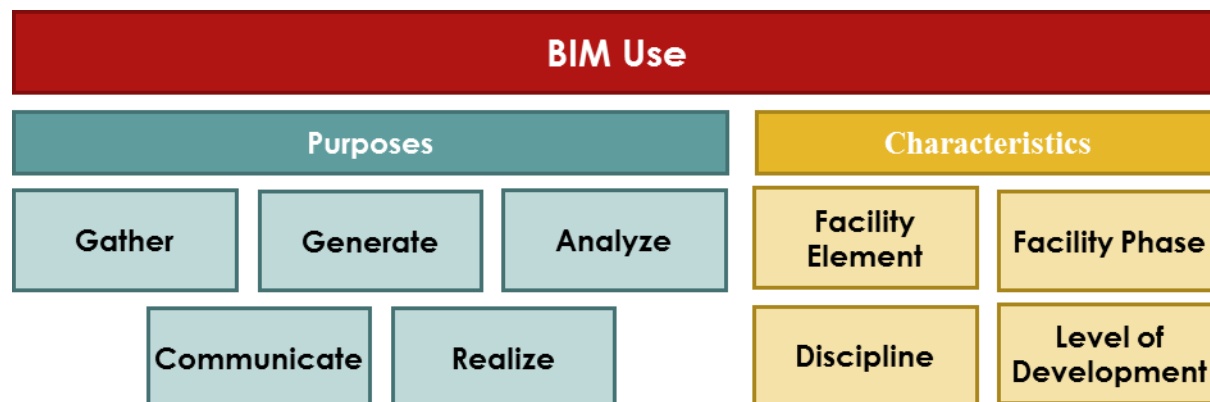 BIM Use
Purposes
Characteristics
Gather
Generate
Analyze
Facility
Element
Facility Phase
Communicate
Realize
Discipline
Level of
Development